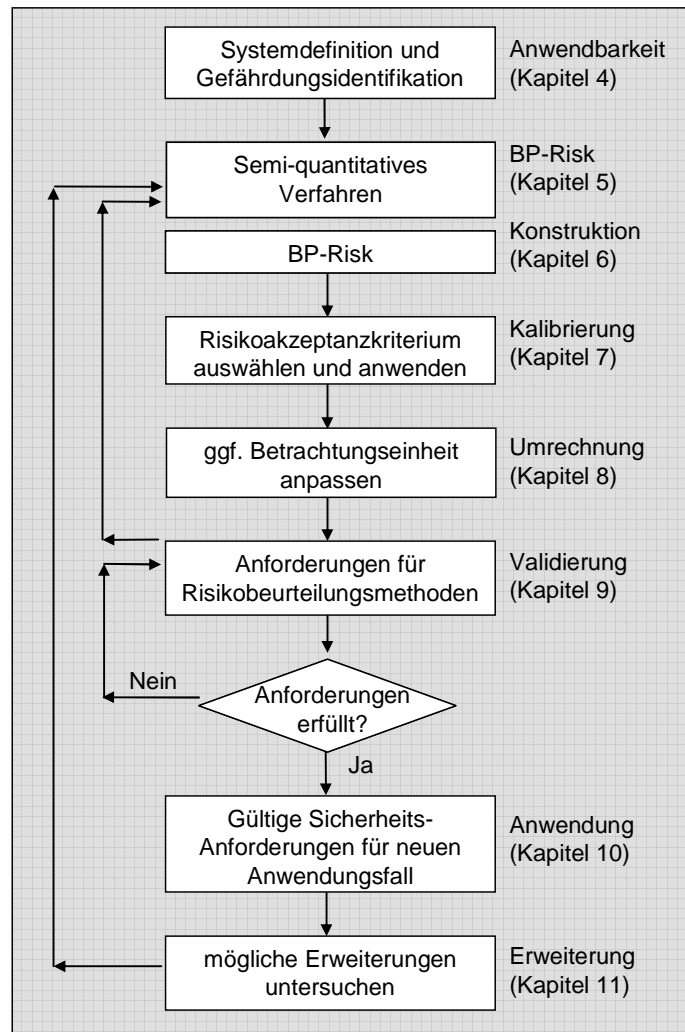 Systemdefinition und
Gefährdungsidentifikation
Anwendbarkeit
(Kapitel 4)
Semi-quantitatives
Verfahren
BP-Risk
(Kapitel 5)
BP-Risk
Konstruktion
(Kapitel 6)
Risikoakzeptanzkriterium
auswählen und anwenden
Kalibrierung
(Kapitel 7)
ggf. Betrachtungseinheit
anpassen
Umrechnung
(Kapitel 8)
Anforderungen für
Risikobeurteilungsmethoden
Validierung
(Kapitel 9)
Nein
Anforderungen
erfüllt?
Ja
Gültige Sicherheits-
Anforderungen für neuen
Anwendungsfall
Anwendung
(Kapitel 10)
mögliche Erweiterungen
untersuchen
Erweiterung
(Kapitel 11)